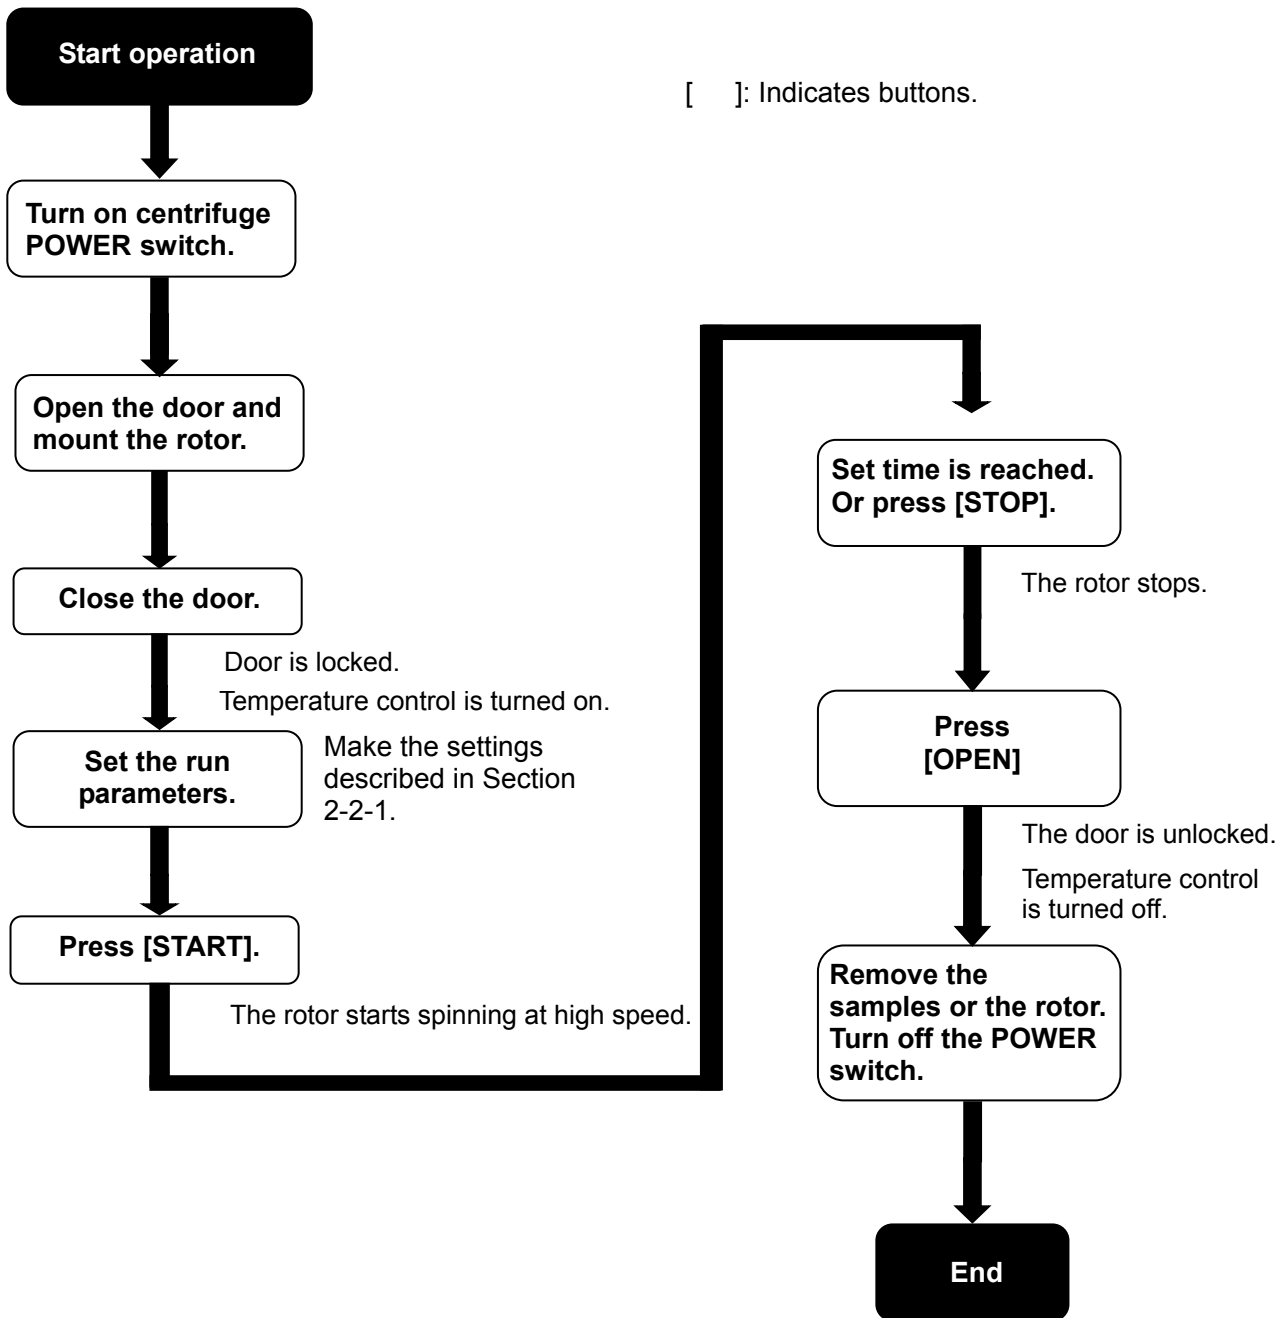 Start operation
[ ]: Indicates buttons.
Turn on centrifuge
POWER switch.
Open the door and
mount the rotor.
Close the door.
Door is locked.
Temperature control is turned on.
Set the run
parameters.
Make the settings
described in Section
2-2-1.
Press [START].
The rotor starts spinning at high speed.
Set time is reached.
Or press [STOP].
The rotor stops.
Press
[OPEN]
The door is unlocked.
Temperature control
is turned off.
Remove the
samples or the rotor.
Turn off the POWER
switch.
End